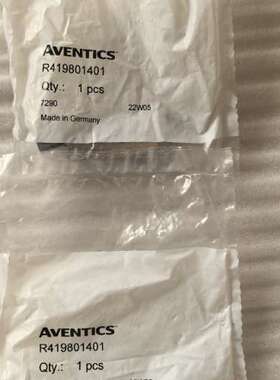 AVENTICS
R419801401
Qty.: 1 pcs
7290 22W05
Made in Germany
AVENTICS
R419801401
Qty.: 1 pcs